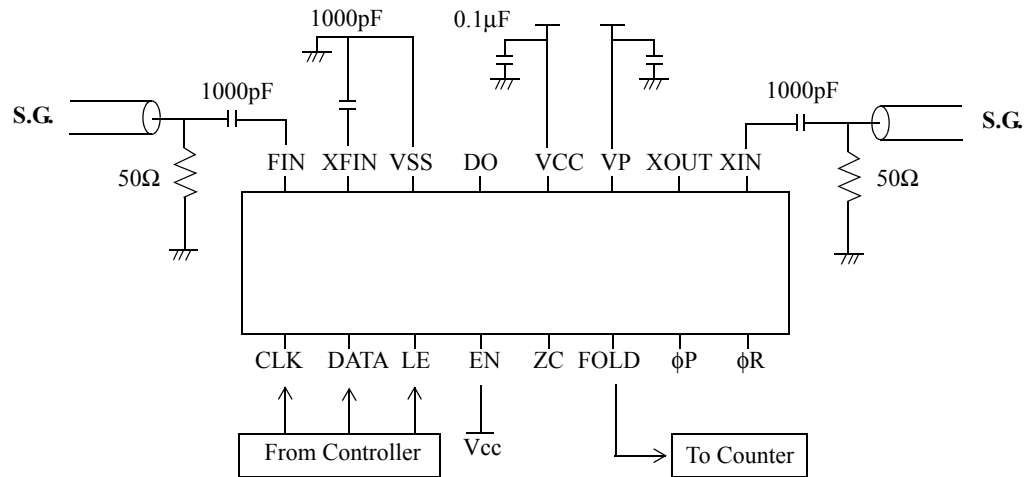 1000pF
0.1μF
1000pF
1000pF
S.G.
S.G.
FIN XFIN VSS DO VCC VP XOUT XIN
50Ω
50Ω
CLK DATA LE EN ZC FOLD ϕP ϕR
From Controller
Vcc
To Counter